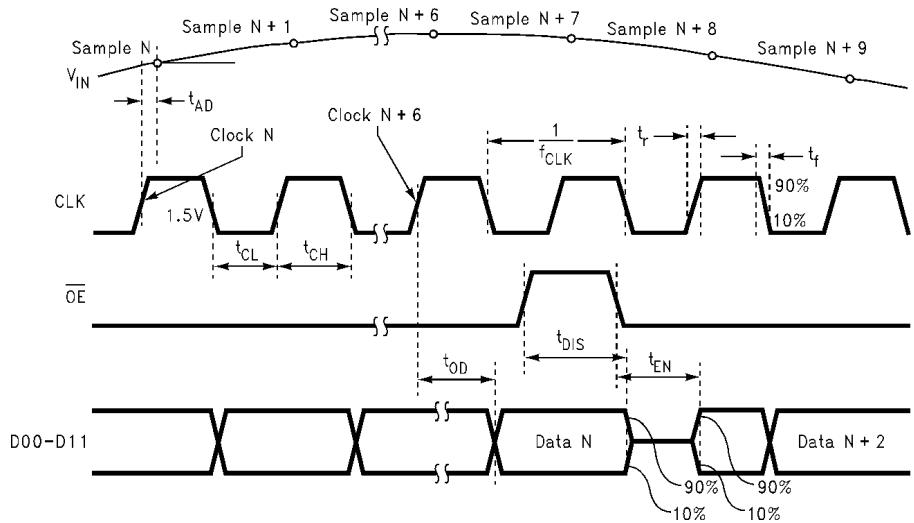 Sample N
Sample N + 1
Sample N + 6
Sample N + 7
Sample N + 8
Sample N + 9
VIN
tAD
Clock N
Clock N + 6
1
fCLK
tr
tf
CLK
1.5V
90%
10%
tCL
tCH
OE
tDIS
tOD
tEN
D00-D11
Data N
Data N + 2
90%
90%
10%
10%